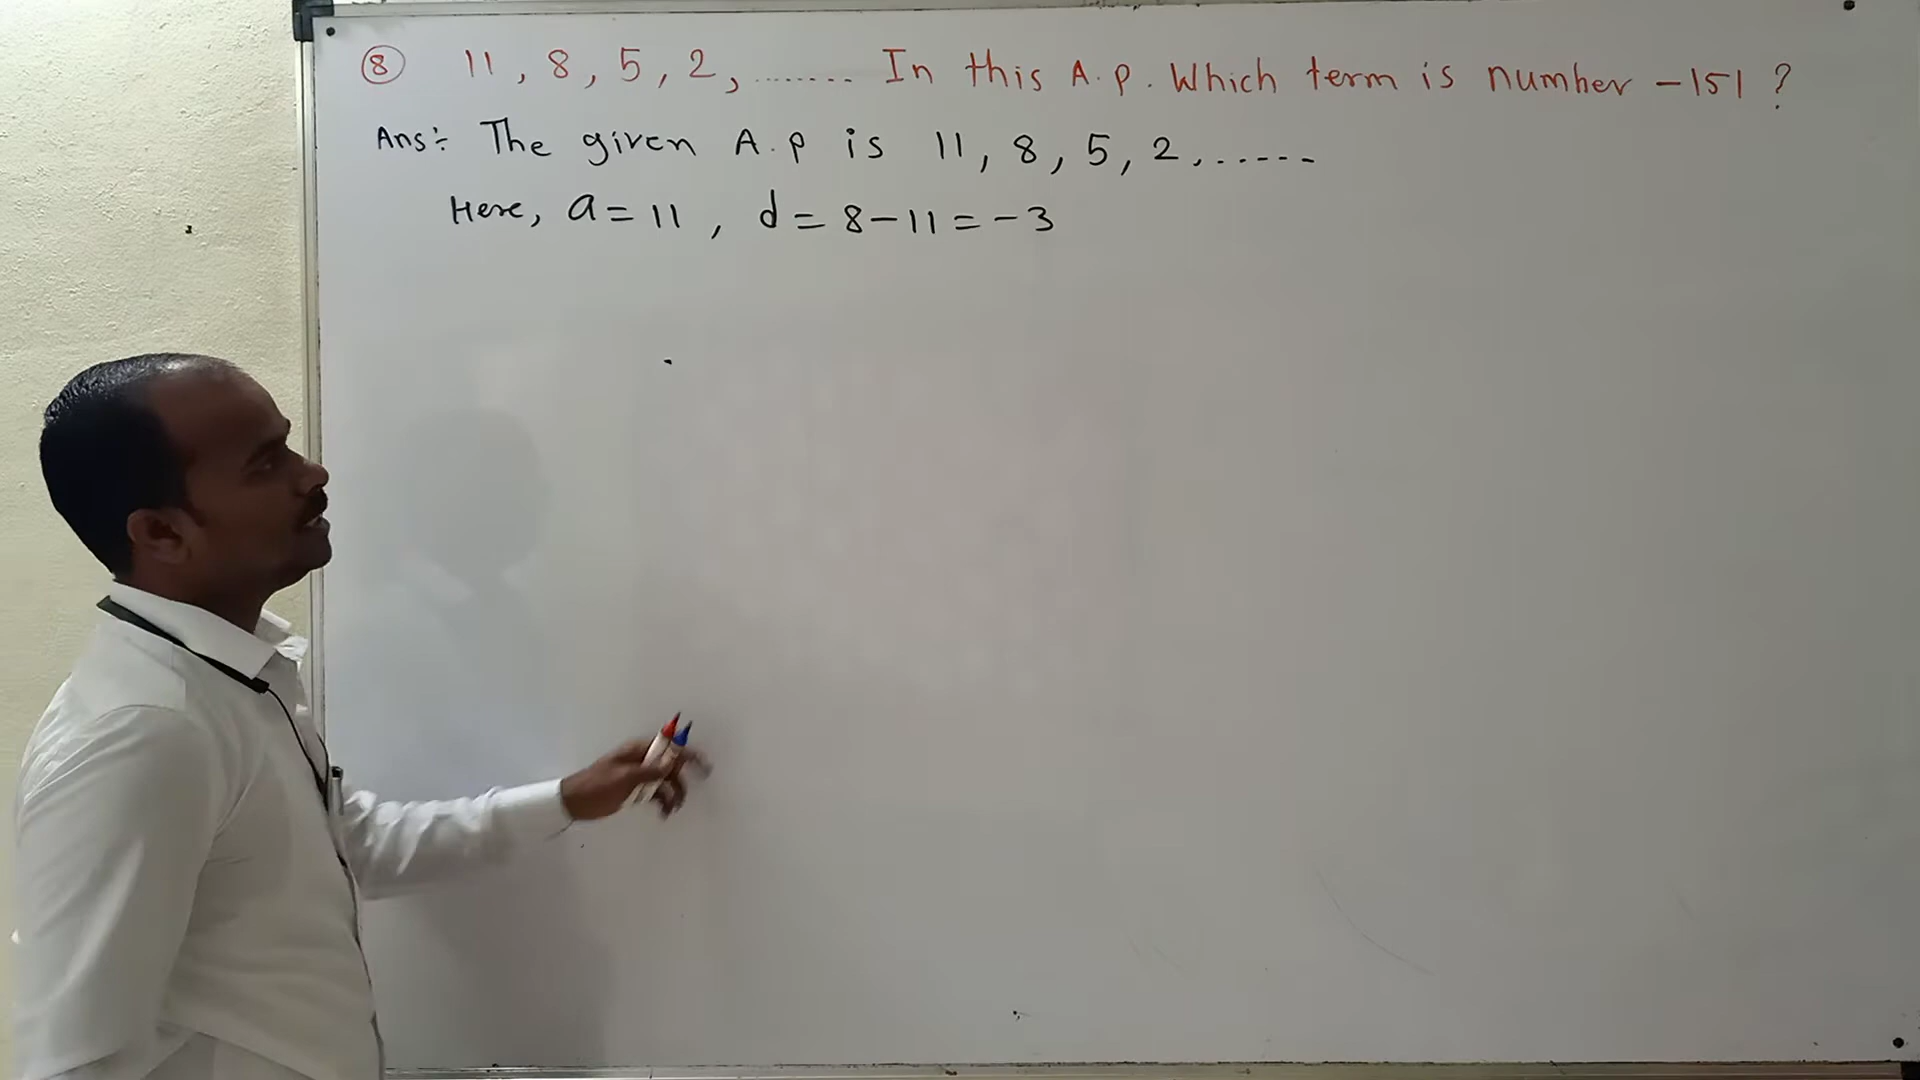 8 11, 8, 5, 2, ........ In this A.P. Which term is number -151 ?
Ans:- The given A.P is 11, 8, 5, 2, ......
Here, a = 11 , d = 8 - 11 = -3